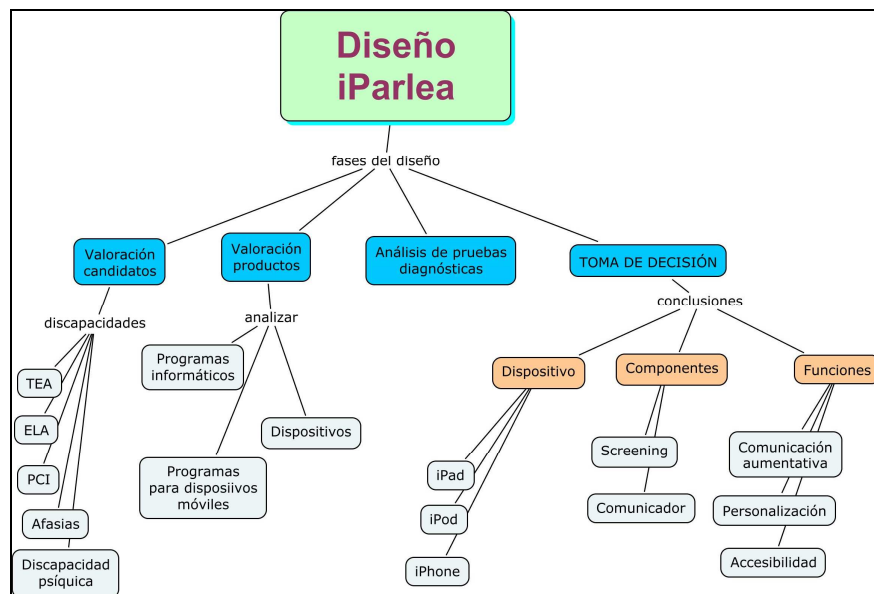 Diseño
iParlea
fases del diseño
Valoración
candidatos
Valoración
productos
Análisis de pruebas
diagnósticas
TOMA DE DECISIÓN
discapacidades
analizar
conclusiones
TEA
ELA
PCI
Afasias
Discapacidad
psíquica
Programas
informáticos
Dispositivos
Programas
para disposiivos
móviles
Dispositivo
Componentes
Funciones
iPad
iPod
iPhone
Screening
Comunicador
Comunicación
aumentativa
Personalización
Accesibilidad